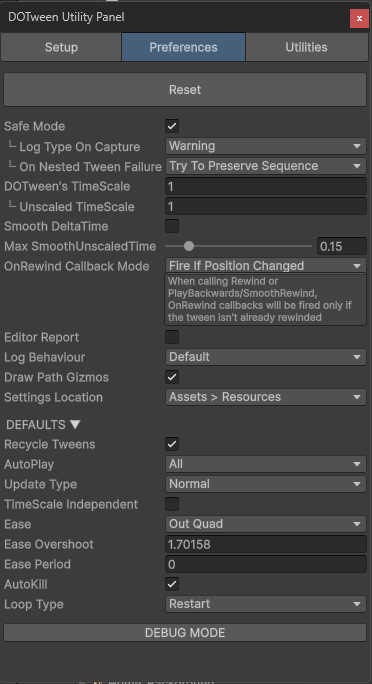 DOTween Utility Panel
x
Setup Preferences Utilities
Reset
Safe Mode
└ Log Type On Capture Warning
└ On Nested Tween Failure Try To Preserve Sequence
DOTween's TimeScale 1
└ Unscaled TimeScale 1
Smooth DeltaTime
Max SmoothUnscaledTime 0.15
OnRewind Callback Mode Fire If Position Changed
When calling Rewind or
PlayBackwards/SmoothRewind,
OnRewind callbacks will be fired only if
the tween isn't already rewinded
Editor Report
Log Behaviour Default
Draw Path Gizmos
Settings Location Assets > Resources
DEFAULTS ▼
Recycle Tweens
AutoPlay All
Update Type Normal
TimeScale Independent
Ease Out Quad
Ease Overshoot 1.70158
Ease Period 0
AutoKill
Loop Type Restart
DEBUG MODE